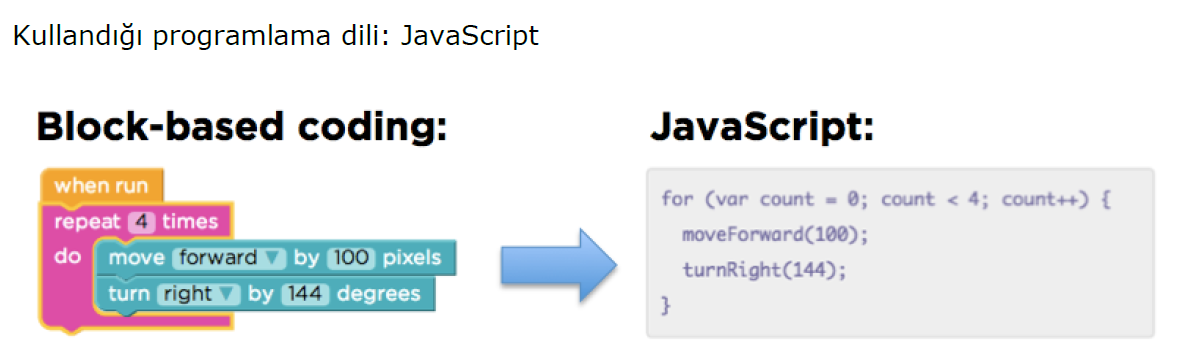 Kullandığı programlama dili: JavaScript
Block-based coding:
when run
repeat 4 times
do
move forward by 100 pixels
turn right by 144 degrees
JavaScript:
for (var count = 0; count < 4; count++) {
moveForward(100);
turnRight(144);
}